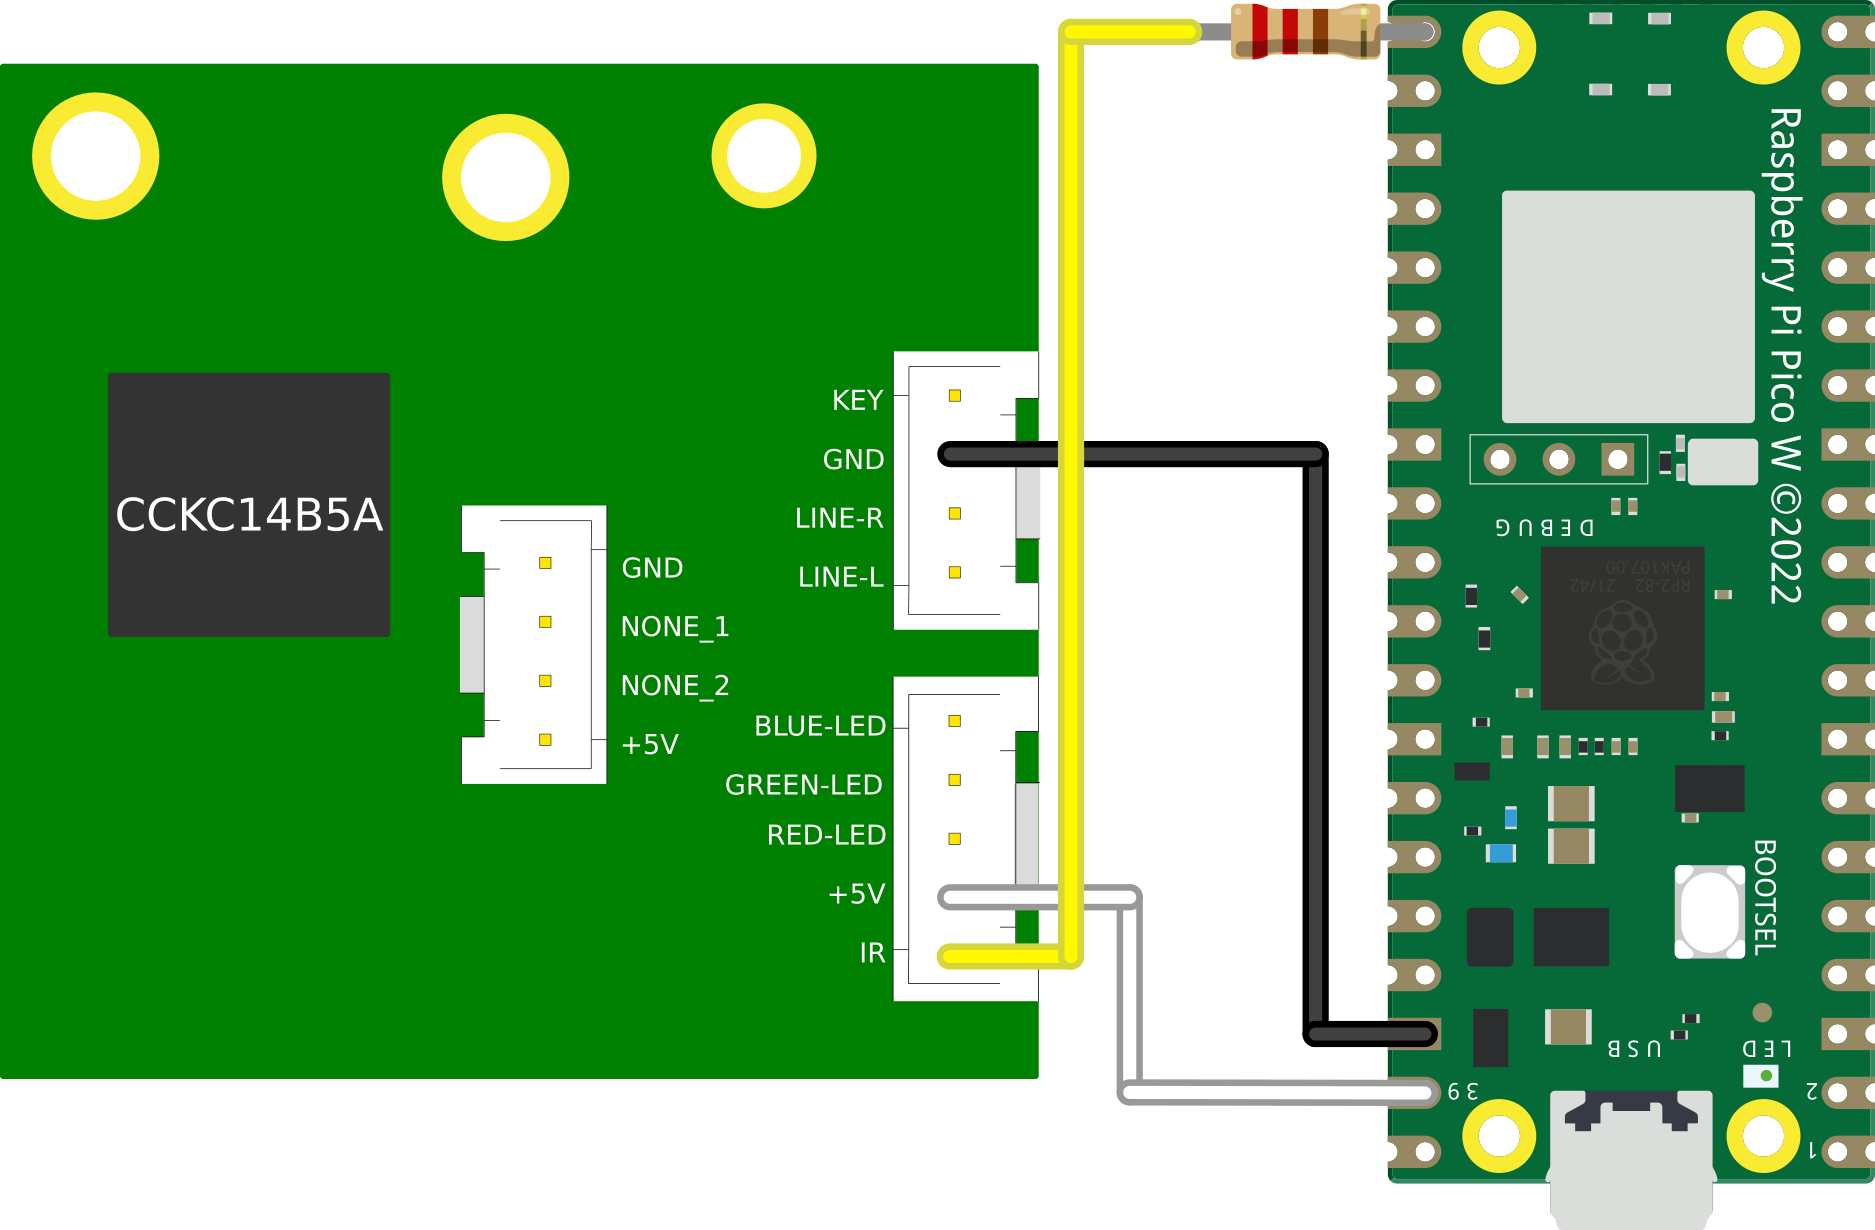 CCKC14B5A
GND
NONE_1
NONE_2
+5V
KEY
GND
LINE-R
LINE-L
BLUE-LED
GREEN-LED
RED-LED
+5V
IR
Raspberry Pi Pico W ©2022
DEBUG
RP2-82 21/42
PAK107.00
BOOTSEL
USB
LED
39
2
1